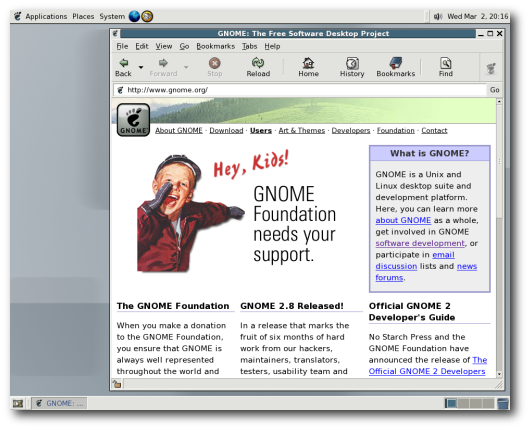 Applications Places System
Wed Mar 2, 20:16
GNOME: The Free Software Desktop Project
File Edit View Go Bookmarks Tabs Help
Back Forward Stop Reload Home History Bookmarks Find
http://www.gnome.org/ Go
GNOME
About GNOME · Download · Users · Art & Themes · Developers · Foundation · Contact
Hey, Kids!
GNOME
Foundation
needs your
support.
What is GNOME?
GNOME is a Unix and
Linux desktop suite and
development platform.
Here, you can learn more
about GNOME as a whole,
get involved in GNOME
software development, or
participate in email
discussion lists and news
forums.
The GNOME Foundation
When you make a donation
to the GNOME Foundation,
you ensure that GNOME is
always well represented
throughout the world and
GNOME 2.8 Released!
In a release that marks the
fruit of six months of hard
work from our hackers,
maintainers, translators,
testers, usability team and
Official GNOME 2
Developer's Guide
No Starch Press and the
GNOME Foundation have
announced the release of The
Official GNOME 2 Developers
GNOME: ...